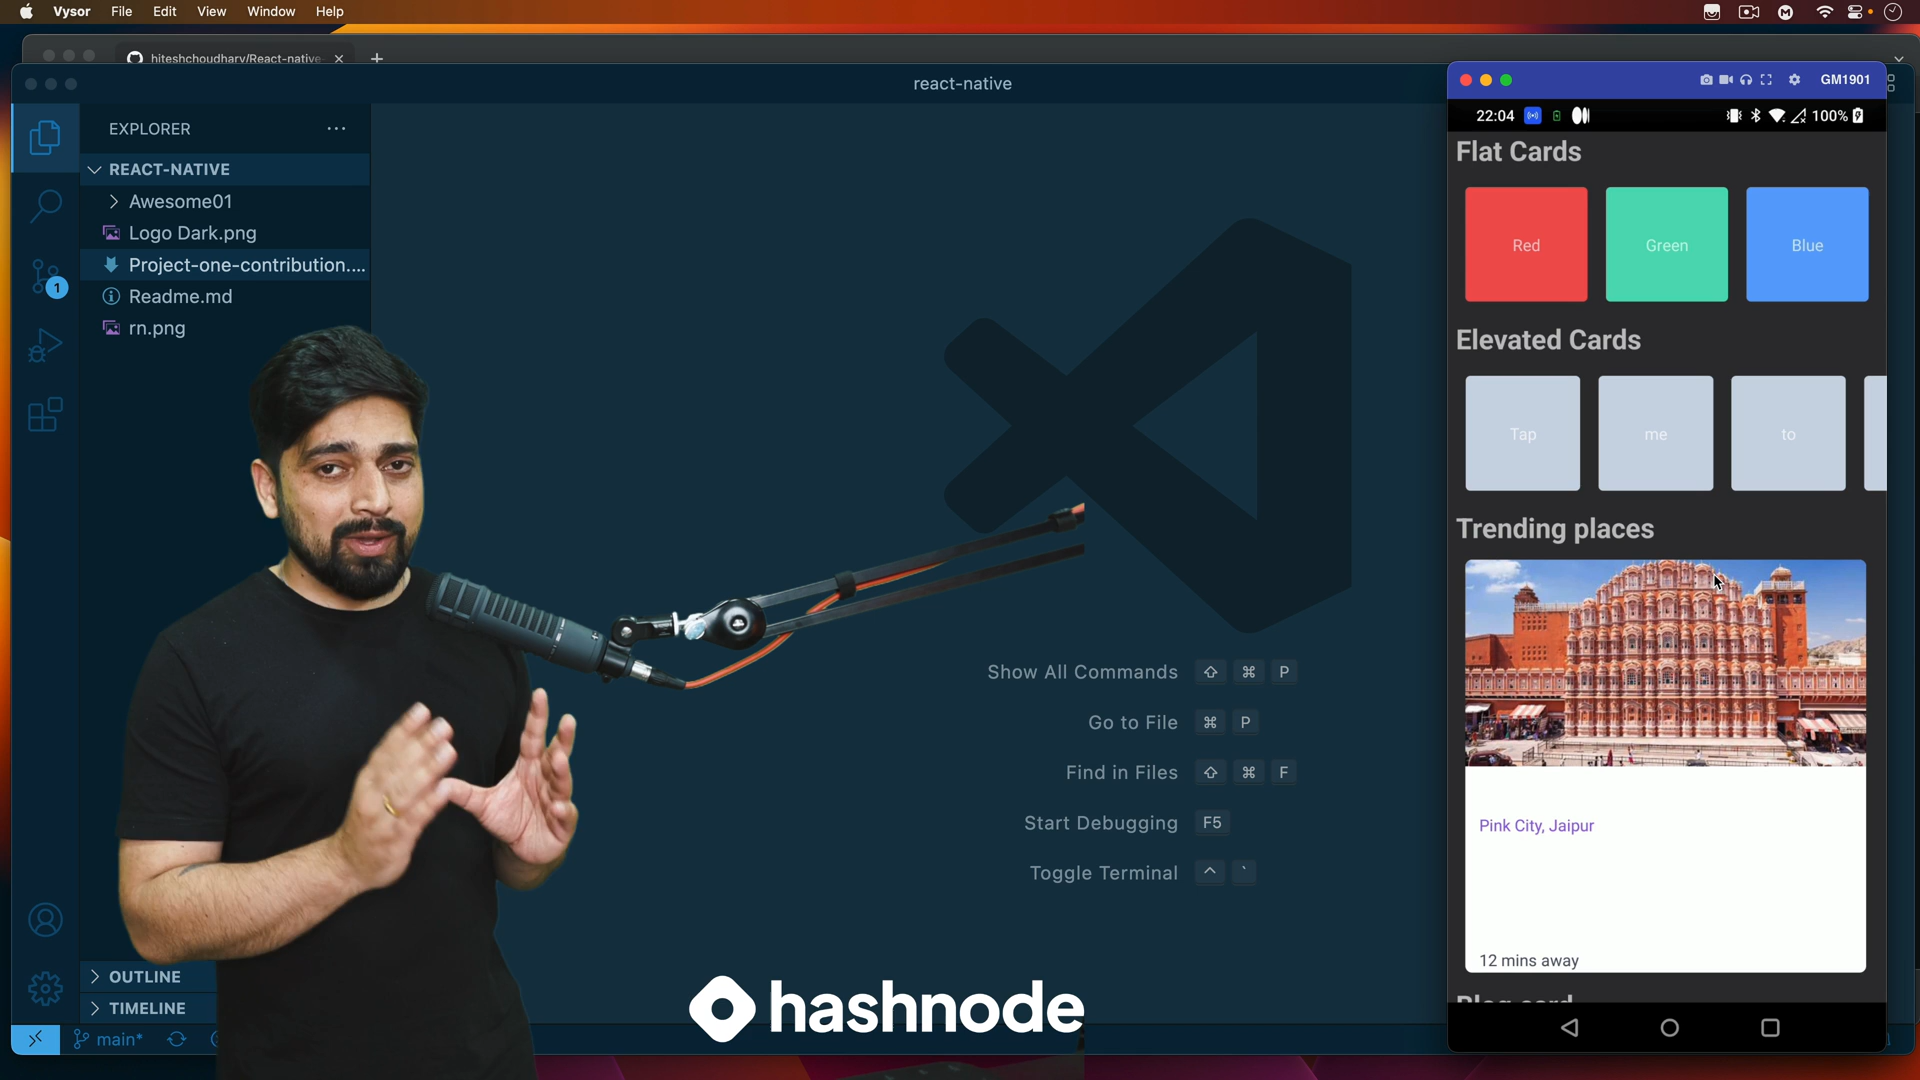 Vysor File Edit View Window Help
hiteshchoudhary/React-native-
react-native
GM1901
EXPLORER
REACT-NATIVE
Awesome01
Logo Dark.png
Project-one-contribution....
Readme.md
rn.png
1
OUTLINE
TIMELINE
main*
Show All Commands ⇧ ⌘ P
Go to File ⌘ P
Find in Files ⇧ ⌘ F
Start Debugging F5
Toggle Terminal ^ `
hashnode
22:04 100%
Flat Cards
Red Green Blue
Elevated Cards
Tap me to
Trending places
Pink City, Jaipur
12 mins away
Blog card